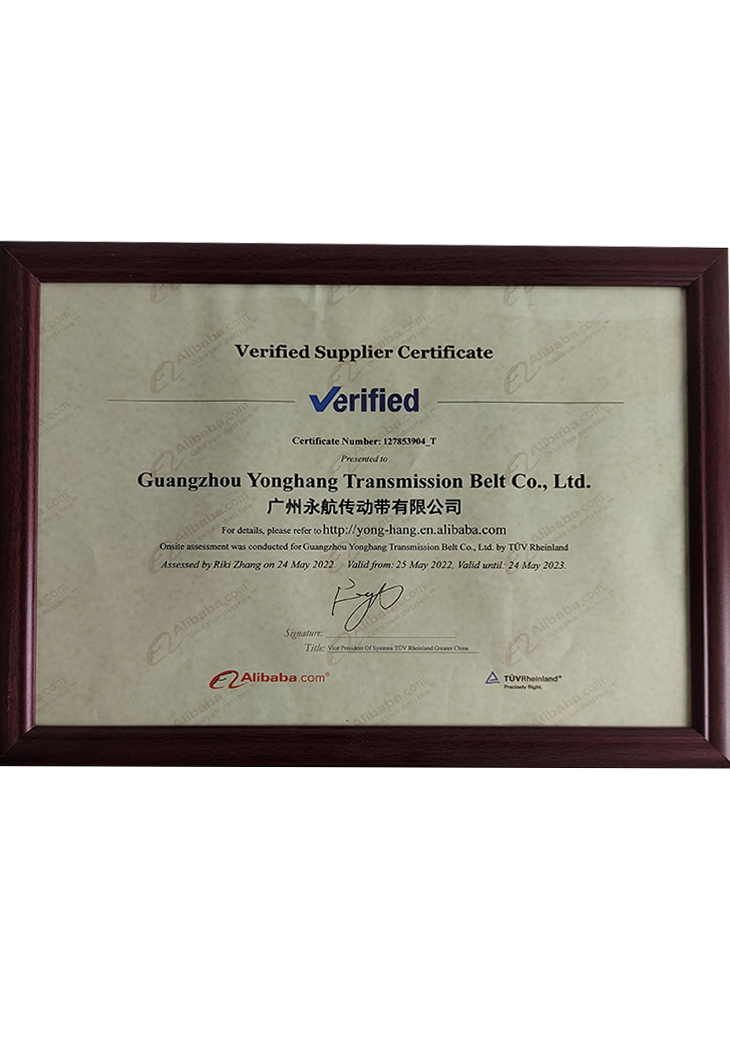 Verified Supplier Certificate
Verified
Certificate Number: 127853904_T
Presented to
Guangzhou Yonghang Transmission Belt Co., Ltd.
广州永航传动带有限公司
For details, please refer to http://yong-hang.en.alibaba.com
Onsite assessment was conducted for Guangzhou Yonghang Transmission Belt Co., Ltd. by TÜV Rheinland
Assessed by Riki Zhang on 24 May 2022. Valid from: 25 May 2022, Valid until: 24 May 2023.
Signature:
Title: Vice President Of Systems TÜV Rheinland Greater China
Alibaba.com®
TÜVRheinland®
Precisely Right.